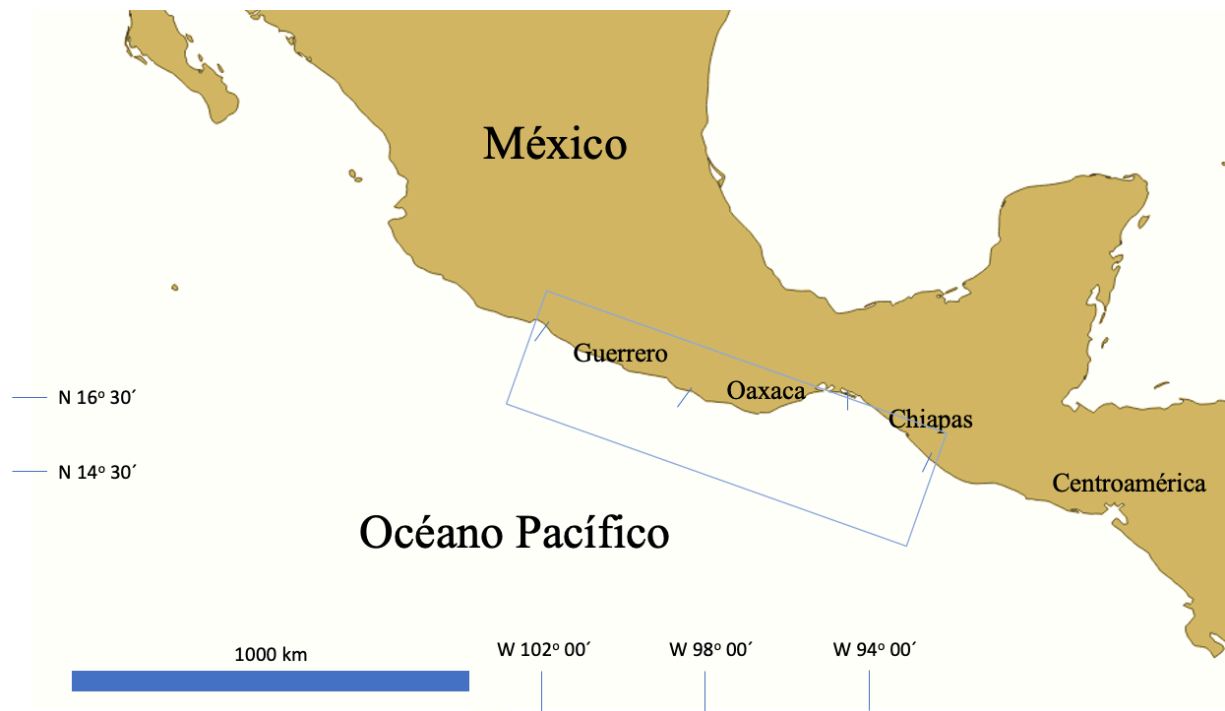 México
Guerrero
Oaxaca
N 16º 30´
Chiapas
N 14º 30´
Centroamérica
Océano Pacífico
1000 km
W 102º 00´
W 98º 00´
W 94º 00´